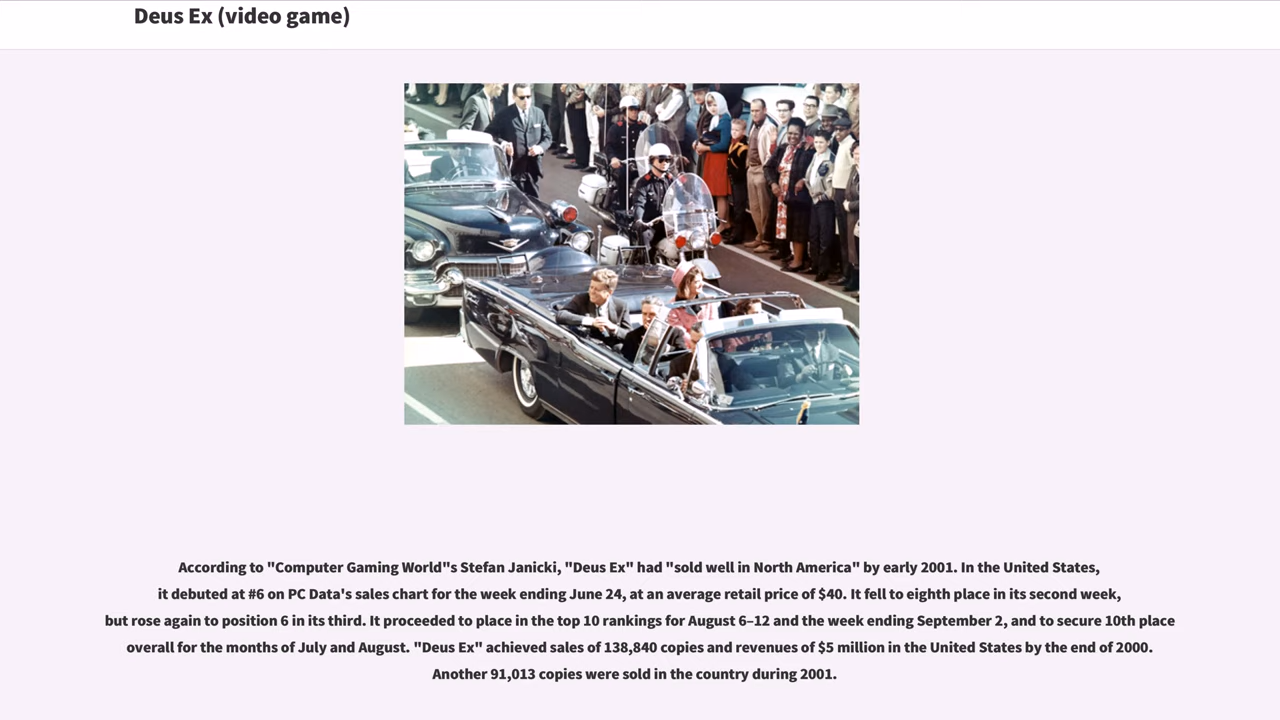 Deus Ex (video game)
According to "Computer Gaming World"s Stefan Janicki, "Deus Ex" had "sold well in North America" by early 2001. In the United States,
it debuted at #6 on PC Data's sales chart for the week ending June 24, at an average retail price of $40. It fell to eighth place in its second week,
but rose again to position 6 in its third. It proceeded to place in the top 10 rankings for August 6–12 and the week ending September 2, and to secure 10th place
overall for the months of July and August. "Deus Ex" achieved sales of 138,840 copies and revenues of $5 million in the United States by the end of 2000.
Another 91,013 copies were sold in the country during 2001.